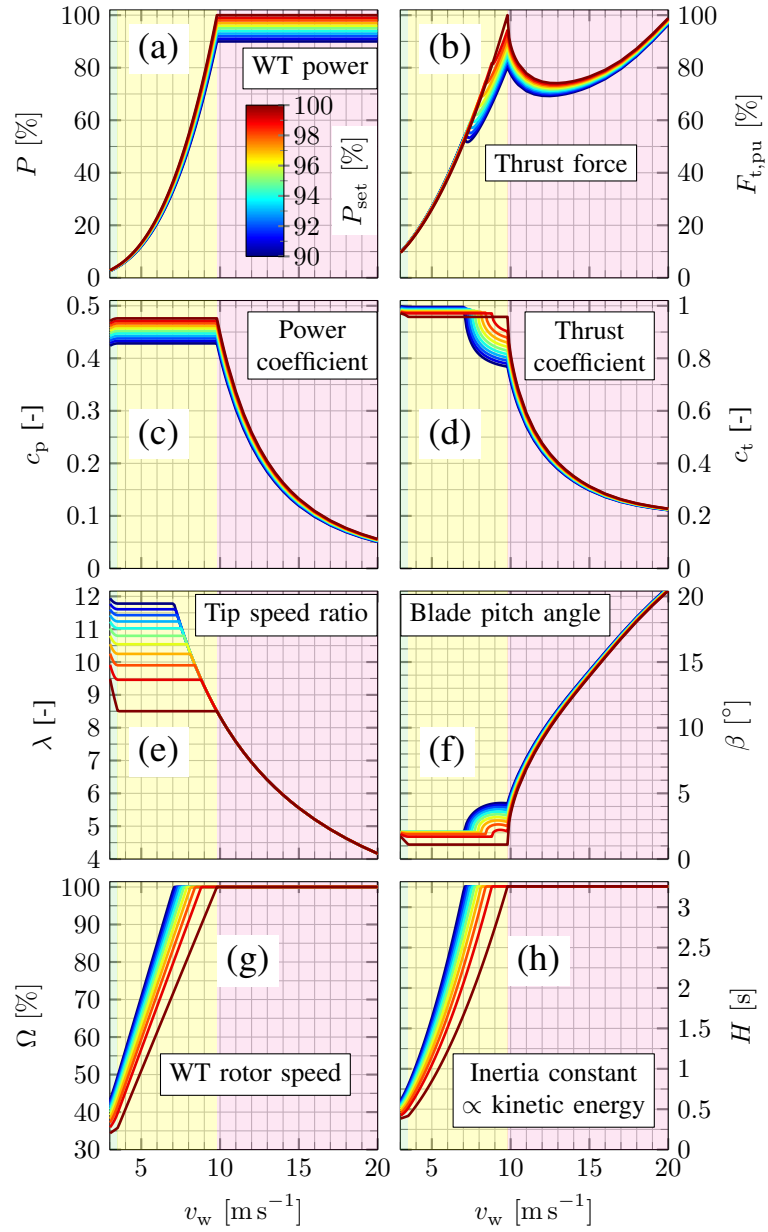 (a)
WT power
P [%]
0
20
40
60
80
100
P_set [%]
100
98
96
94
92
90
(b)
Thrust force
F_t,pu [%]
0
20
40
60
80
100
(c)
Power
coefficient
c_p [-]
0
0.1
0.2
0.3
0.4
0.5
(d)
Thrust
coefficient
c_t [-]
0
0.2
0.4
0.6
0.8
1
(e)
Tip speed ratio
λ [-]
4
5
6
7
8
9
10
11
12
(f)
Blade pitch angle
β [°]
0
5
10
15
20
(g)
WT rotor speed
Ω [%]
30
40
50
60
70
80
90
100
5
10
15
20
v_w [m s⁻¹]
(h)
Inertia constant
∝ kinetic energy
H [s]
0
0.5
1
1.5
2
2.5
3
5
10
15
20
v_w [m s⁻¹]